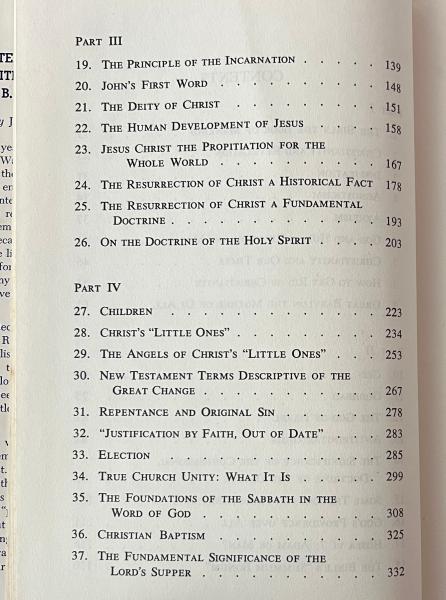 PART III
19. THE PRINCIPLE OF THE INCARNATION . . . . . 139
20. JOHN'S FIRST WORD . . . . . . . . . 148
21. THE DEITY OF CHRIST . . . . . . . . . 151
22. THE HUMAN DEVELOPMENT OF JESUS . . . . . 158
23. JESUS CHRIST THE PROPITIATION FOR THE
WHOLE WORLD . . . . . . . . . 167
24. THE RESURRECTION OF CHRIST A HISTORICAL FACT 178
25. THE RESURRECTION OF CHRIST A FUNDAMENTAL
DOCTRINE . . . . . . . . . . . 193
26. ON THE DOCTRINE OF THE HOLY SPIRIT . . . . 203
PART IV
27. CHILDREN . . . . . . . . . . . 223
28. CHRIST'S "LITTLE ONES" . . . . . . . . 234
29. THE ANGELS OF CHRIST'S "LITTLE ONES" . . . 253
30. NEW TESTAMENT TERMS DESCRIPTIVE OF THE
GREAT CHANGE . . . . . . . . . 267
31. REPENTANCE AND ORIGINAL SIN . . . . . . 278
32. "JUSTIFICATION BY FAITH, OUT OF DATE" . . . . 283
33. ELECTION . . . . . . . . . . . 285
34. TRUE CHURCH UNITY: WHAT IT IS . . . . . 299
35. THE FOUNDATIONS OF THE SABBATH IN THE
WORD OF GOD . . . . . . . . . 308
36. CHRISTIAN BAPTISM . . . . . . . . . 325
37. THE FUNDAMENTAL SIGNIFICANCE OF THE
LORD'S SUPPER . . . . . . . . . 332